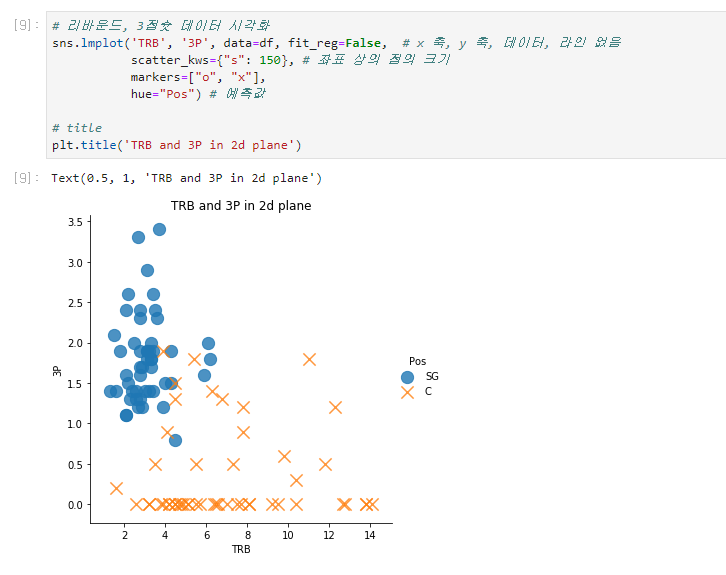 [9]: # 리바운드, 3점슛 데이터 시각화
sns.lmplot('TRB', '3P', data=df, fit_reg=False, # x 축, y 축, 데이터, 라인 없음
scatter_kws={"s": 150}, # 좌표 상의 점의 크기
markers=["o", "x"],
hue="Pos") # 예측값
# title
plt.title('TRB and 3P in 2d plane')
[9]: Text(0.5, 1, 'TRB and 3P in 2d plane')
TRB and 3P in 2d plane
3.5
3.0
2.5
2.0
1.5
1.0
0.5
0.0
3P
2 4 6 8 10 12 14
TRB
Pos
SG
C